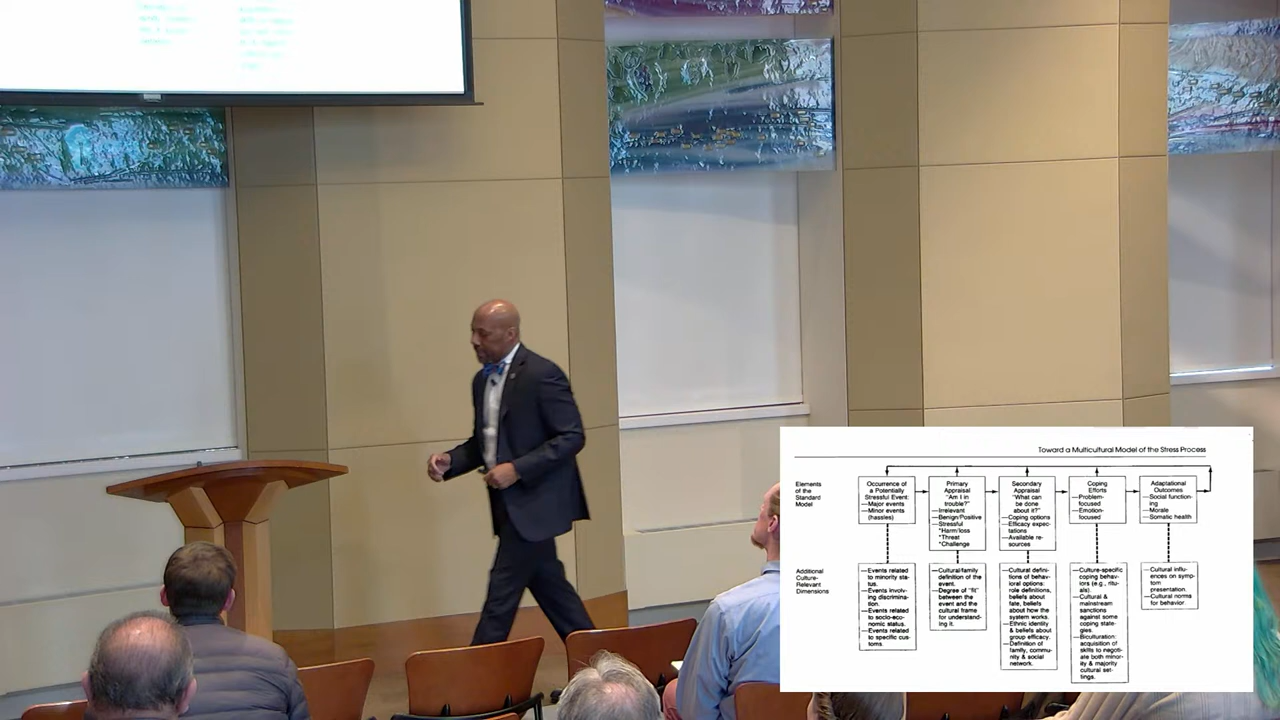 Toward a Multicultural Model of the Stress Process
Elements
of the
Standard
Model
Occurrence of
a Potentially
Stressful Event:
—Major events
—Minor events
(hassles)
Primary
Appraisal
"Am I in
trouble?"
—Irrelevant
—Benign/Positive
—Stressful
*Harm/loss
*Threat
*Challenge
Secondary
Appraisal
"What can
be done
about it?"
—Coping options
—Efficacy expec-
tations
—Available re-
sources
Coping
Efforts
—Problem-
focused
—Emotion-
focused
Adaptational
Outcomes
—Social function-
ing
—Morale
—Somatic health
Additional
Culture-
Relevant
Dimensions
—Events related
to minority sta-
tus.
—Events involv-
ing discrimina-
tion.
—Events related
to socio-eco-
nomic status.
—Events related
to specific cus-
toms.
—Cultural/family
definition of the
event.
—Degree of "fit"
between the
event and the
cultural frame
for understand-
ing it.
—Cultural defini-
tions of behav-
ioral options:
role definitions,
beliefs about
fate, beliefs
about how the
system works.
—Ethnic identity
& beliefs about
group efficacy.
—Definition of
family, commu-
nity & social
network.
—Culture-specific
coping behav-
iors (e.g., ritu-
als).
—Cultural &
mainstream
sanctions
against some
coping strate-
gies.
—Biculturation:
acquisition of
skills to negoti-
ate both minor-
ity & majority
cultural set-
tings.
—Cultural influ-
ences on symp-
tom
presentation.
—Cultural norms
for behavior